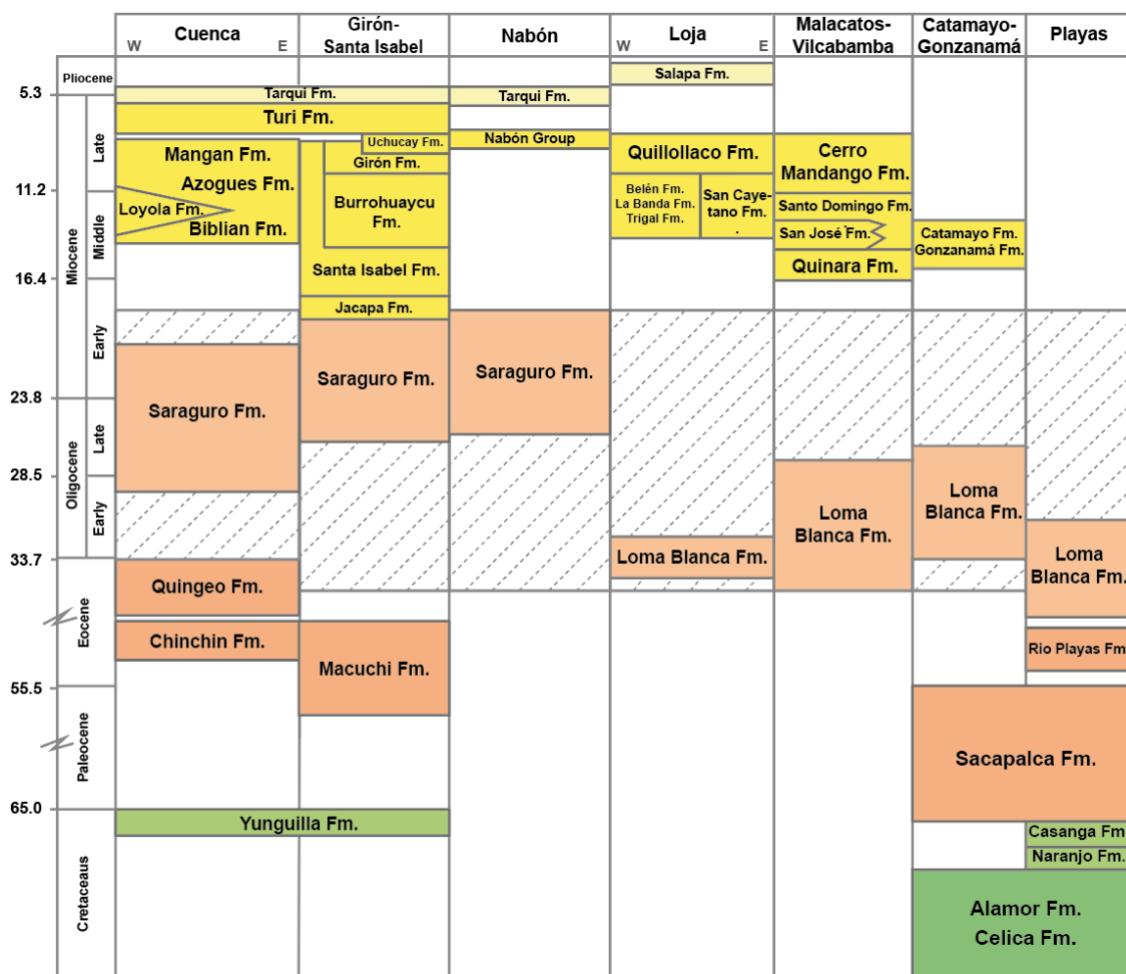 Cuenca
W
E
Girón-
Santa Isabel
Nabón
Loja
W
E
Malacatos-
Vilcabamba
Catamayo-
Gonzanamá
Playas
Pliocene
5.3
Miocene
Late
11.2
Middle
16.4
Early
23.8
Oligocene
Late
28.5
Early
33.7
Eocene
55.5
Paleocene
65.0
Cretaceaus
Tarqui Fm.
Turi Fm.
Mangan Fm.
Azogues Fm.
Loyola Fm.
Biblian Fm.
Saraguro Fm.
Quingeo Fm.
Chinchin Fm.
Yunguilla Fm.
Uchucay Fm.
Girón Fm.
Burrohuaycu
Fm.
Santa Isabel Fm.
Jacapa Fm.
Saraguro Fm.
Macuchi Fm.
Tarqui Fm.
Nabón Group
Saraguro Fm.
Salapa Fm.
Quillollaco Fm.
Belén Fm.
La Banda Fm.
Trigal Fm.
San Caye-
tano Fm.
.
Loma Blanca Fm.
Cerro
Mandango Fm.
Santo Domingo Fm.
San José Fm.
Quinara Fm.
Loma
Blanca Fm.
Catamayo Fm.
Gonzanamá Fm.
Loma
Blanca Fm.
Loma
Blanca Fm.
Rio Playas Fm
Sacapalca Fm.
Casanga Fm
Naranjo Fm.
Alamor Fm.
Celica Fm.